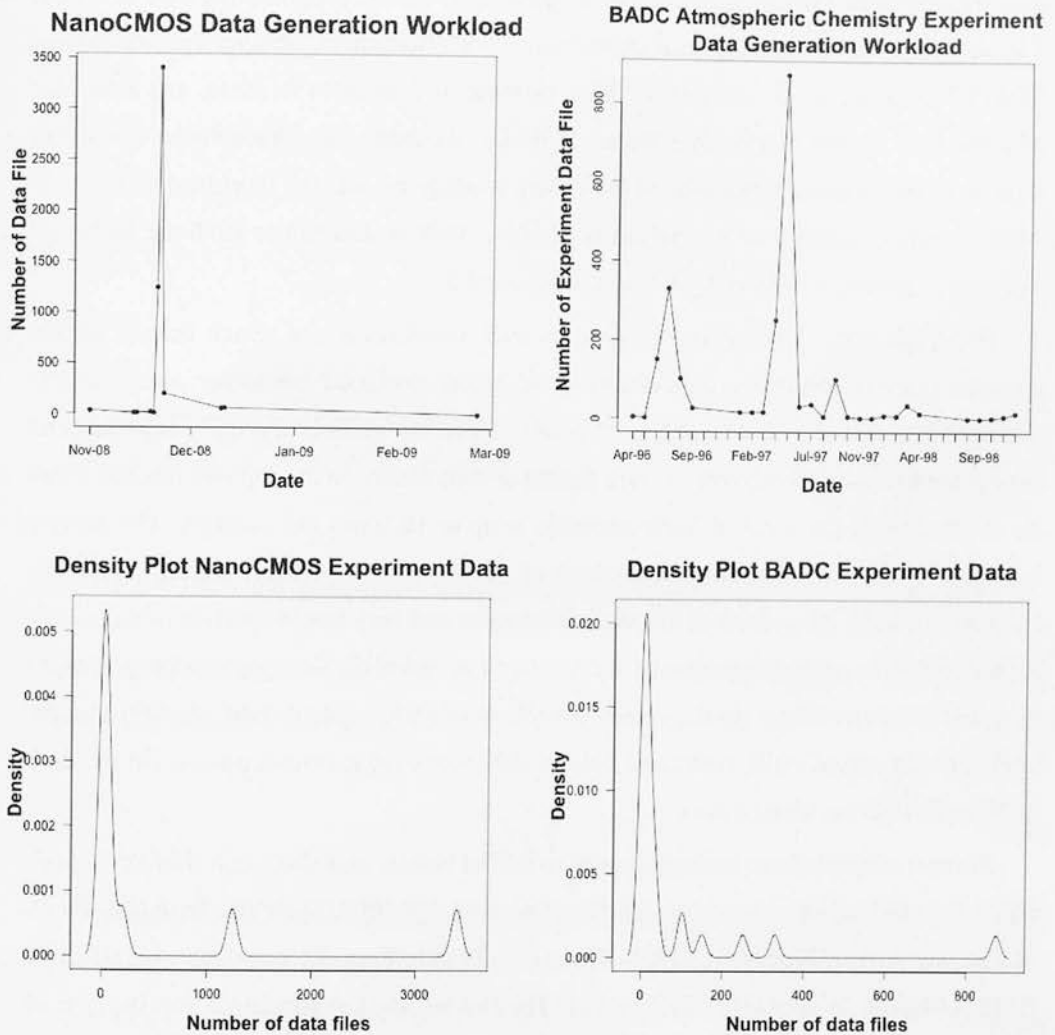 NanoCMOS Data Generation Workload
Number of Data File
3500
3000
2500
2000
1500
1000
500
0
Nov-08 Dec-08 Jan-09 Feb-09 Mar-09
Date
BADC Atmospheric Chemistry Experiment
Data Generation Workload
Number of Experiment Data File
800
600
400
200
0
Apr-96 Sep-96 Feb-97 Jul-97 Nov-97 Apr-98 Sep-98
Date
Density Plot NanoCMOS Experiment Data
Density
0.005
0.004
0.003
0.002
0.001
0.000
0 1000 2000 3000
Number of data files
Density Plot BADC Experiment Data
Density
0.020
0.015
0.010
0.005
0.000
0 200 400 600 800
Number of data files